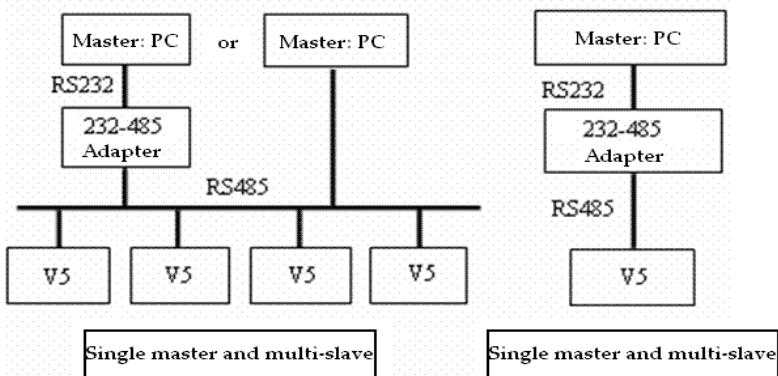 Master: PC
or
Master: PC
RS232
232-485
Adapter
RS485
V5
V5
V5
V5
Single master and multi-slave
Master: PC
RS232
232-485
Adapter
RS485
V5
Single master and multi-slave